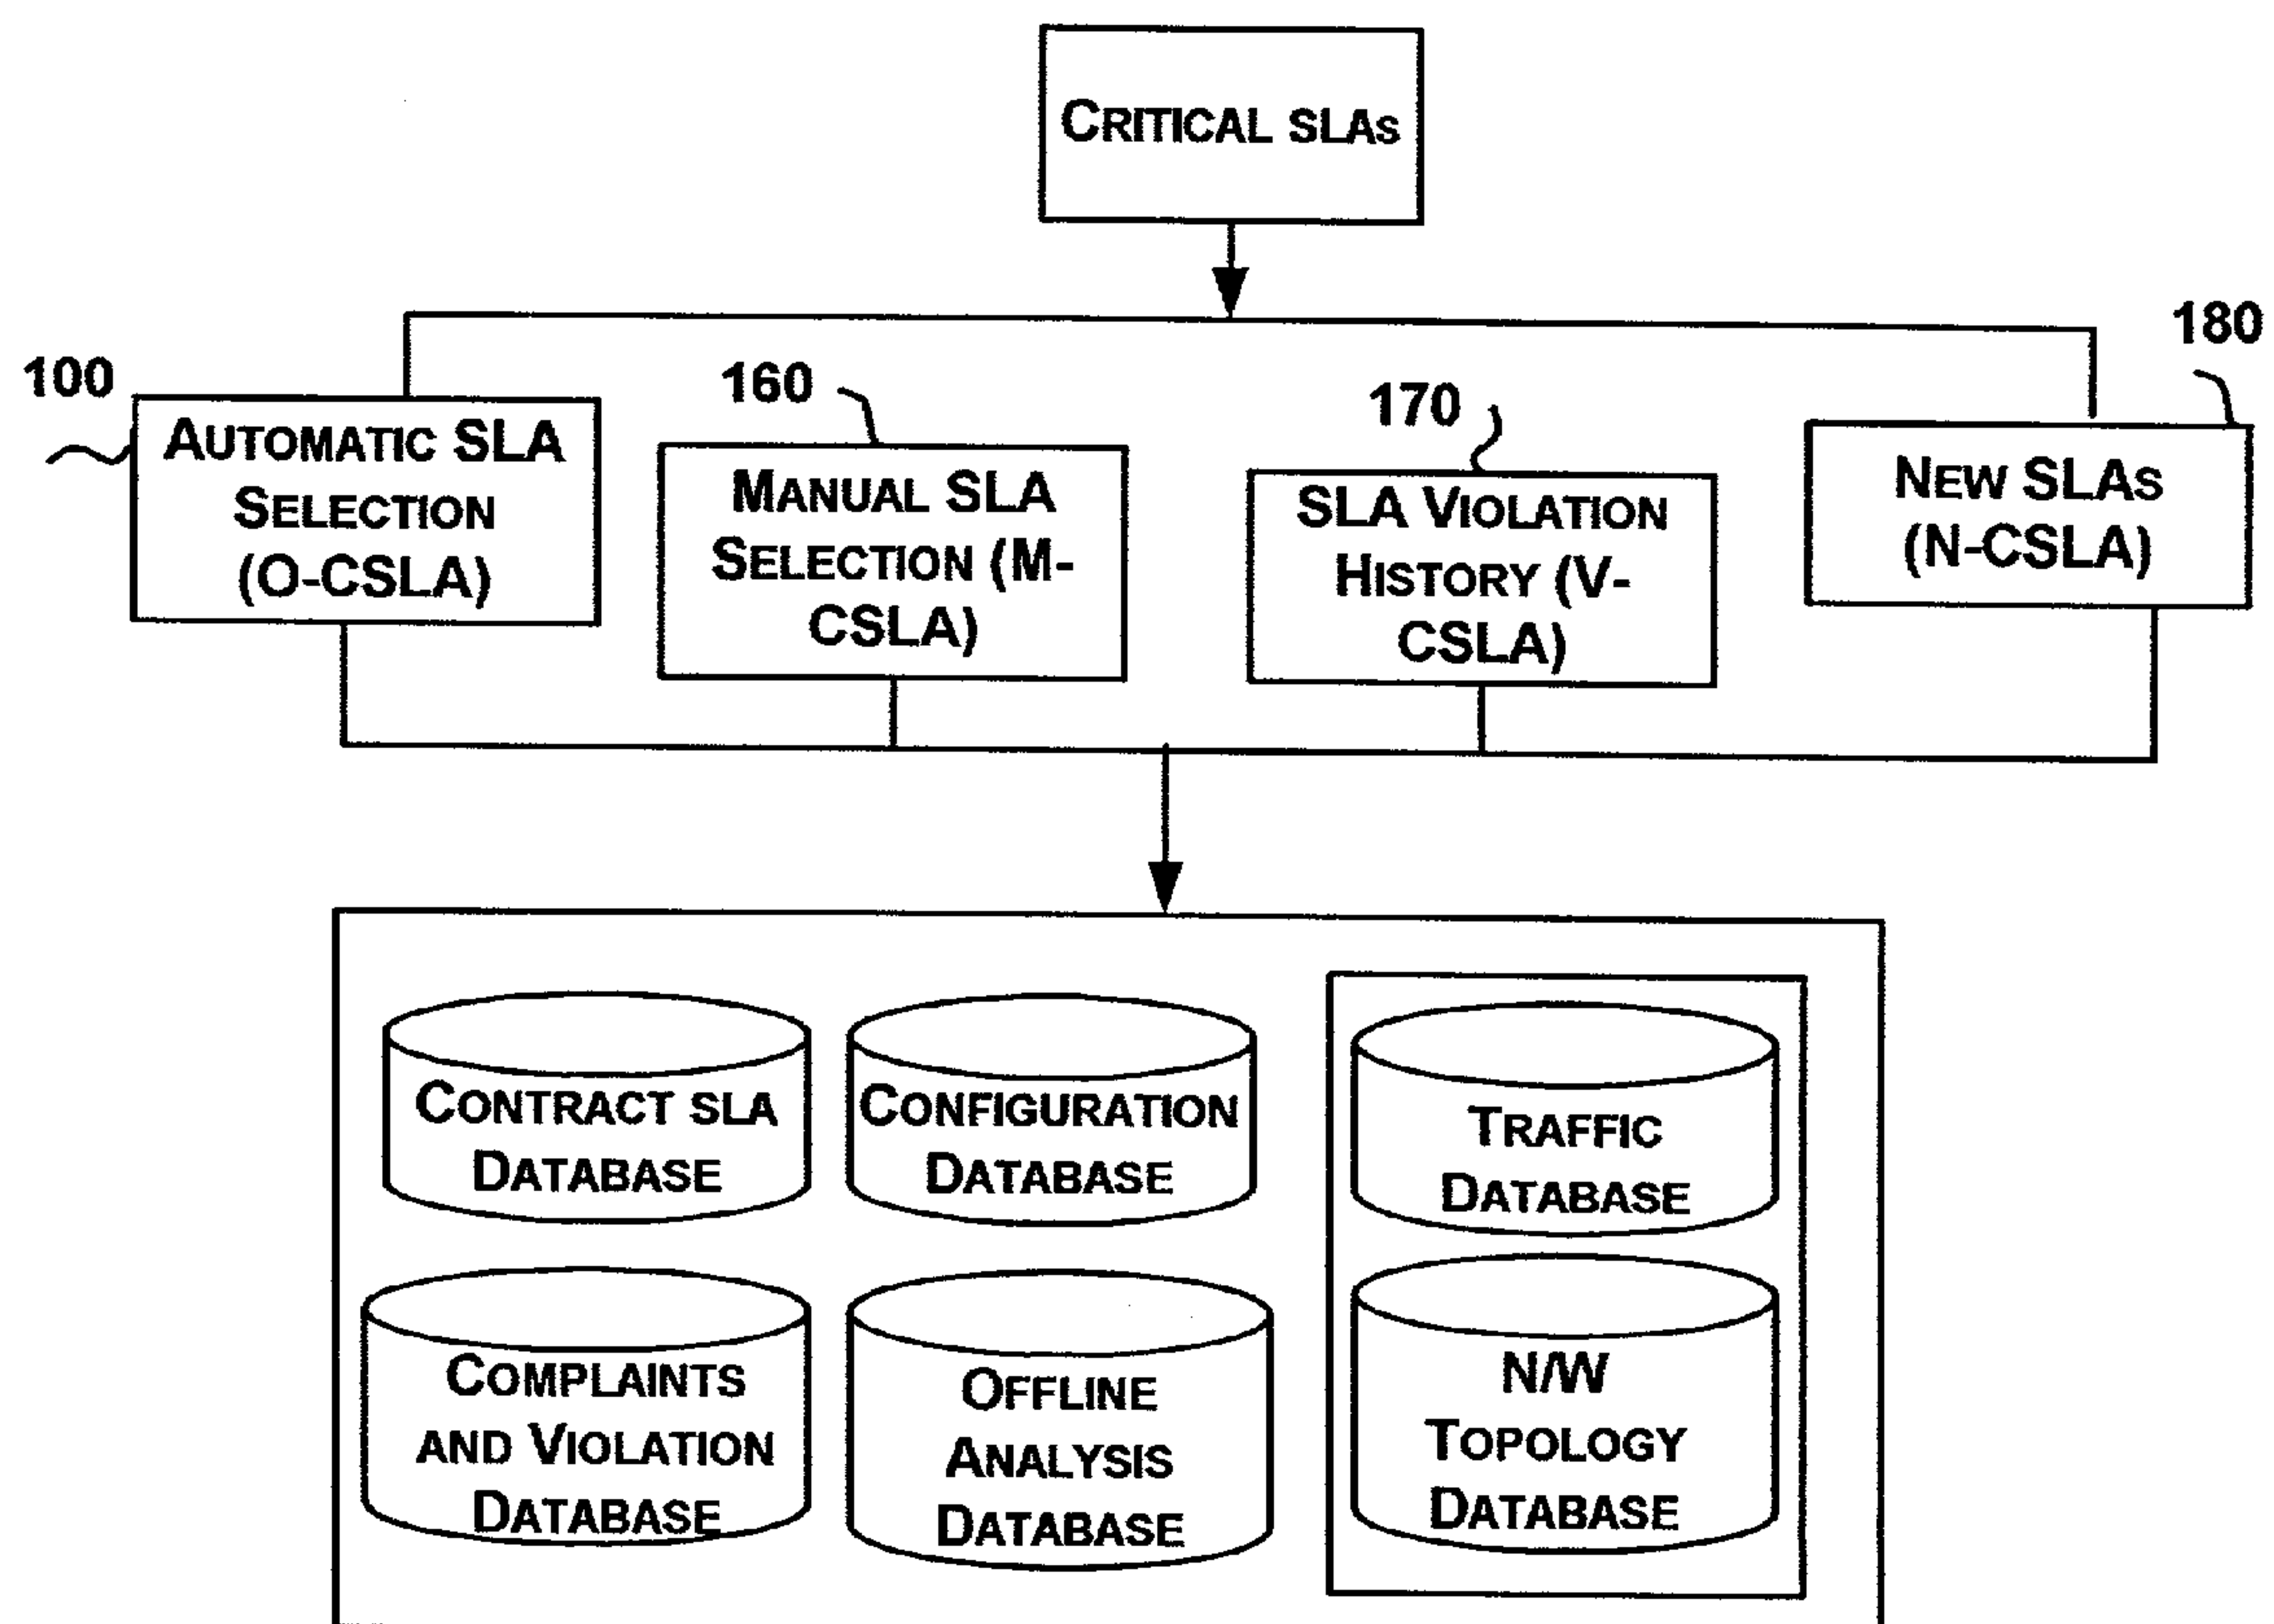 CRITICAL SLAS
100
160
170
180
AUTOMATIC SLA
SELECTION
(O-CSLA)
MANUAL SLA
SELECTION (M-
CSLA)
SLA VIOLATION
HISTORY (V-
CSLA)
NEW SLAS
(N-CSLA)
CONTRACT SLA
DATABASE
CONFIGURATION
DATABASE
TRAFFIC
DATABASE
COMPLAINTS
AND VIOLATION
DATABASE
OFFLINE
ANALYSIS
DATABASE
N/W
TOPOLOGY
DATABASE